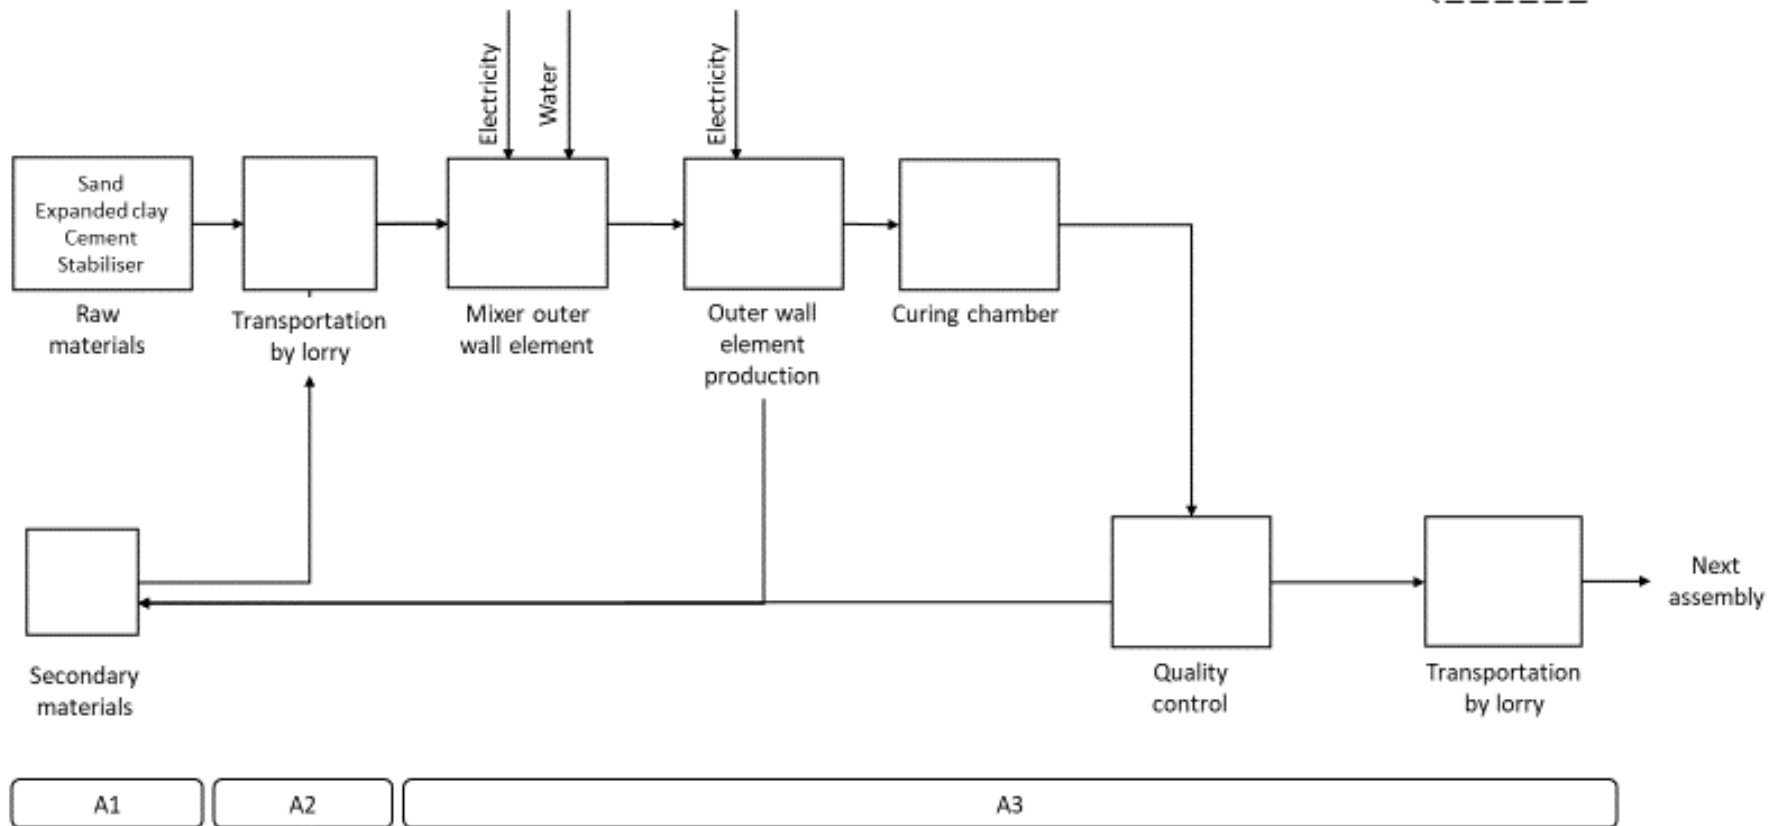 Electricity
Water
Electricity
Sand
Expanded clay
Cement
Stabiliser
Raw
materials
Transportation
by lorry
Mixer outer
wall element
Outer wall
element
production
Curing chamber
Next
assembly
Secondary
materials
Quality
control
Transportation
by lorry
A1
A2
A3